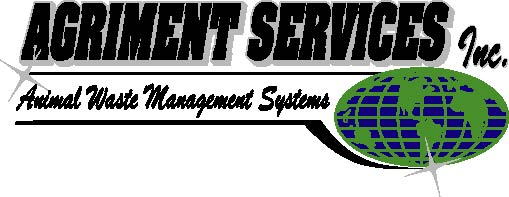 AGRIMENT SERVICES Inc.
Animal Waste Management Systems